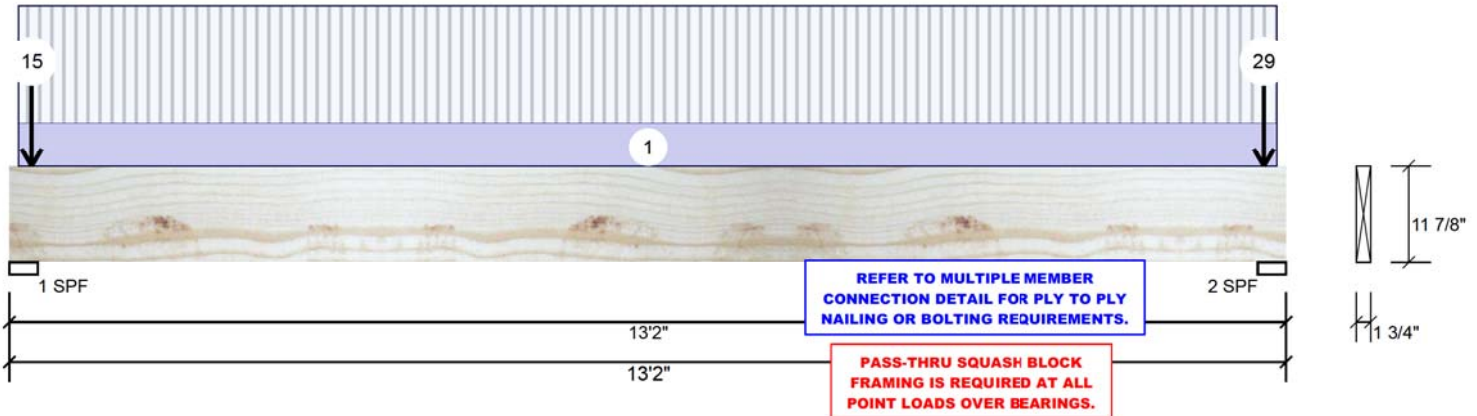 15
29
1
11 7/8"
1 SPF
2 SPF
REFER TO MULTIPLE MEMBER
CONNECTION DETAIL FOR PLY TO PLY
NAILING OR BOLTING REQUIREMENTS.
13'2"
1 3/4"
13'2"
PASS-THRU SQUASH BLOCK
FRAMING IS REQUIRED AT ALL
POINT LOADS OVER BEARINGS.